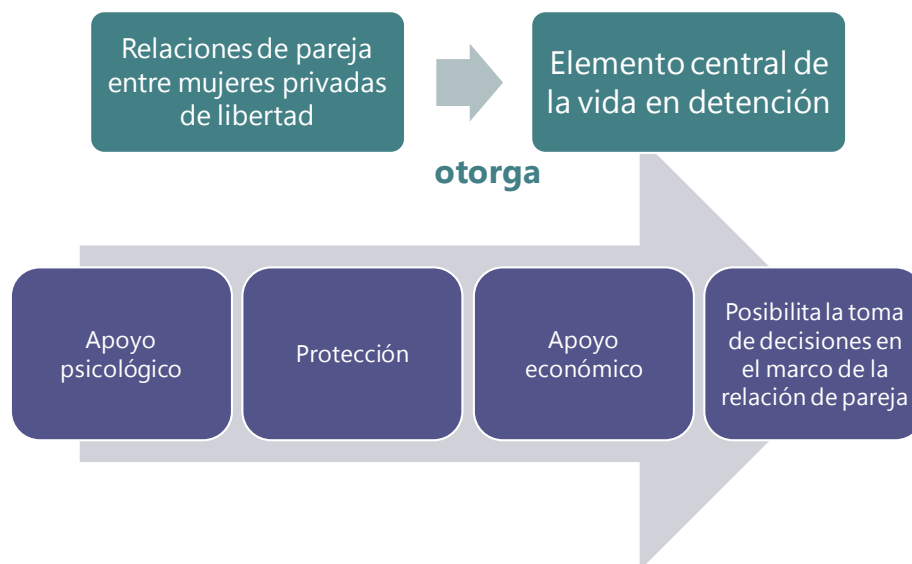 Relaciones de pareja
entre mujeres privadas
de libertad
Elemento central de
la vida en detención
otorga
Apoyo
psicológico
Protección
Apoyo
económico
Posibilita la toma
de decisiones en
el marco de la
relación de pareja